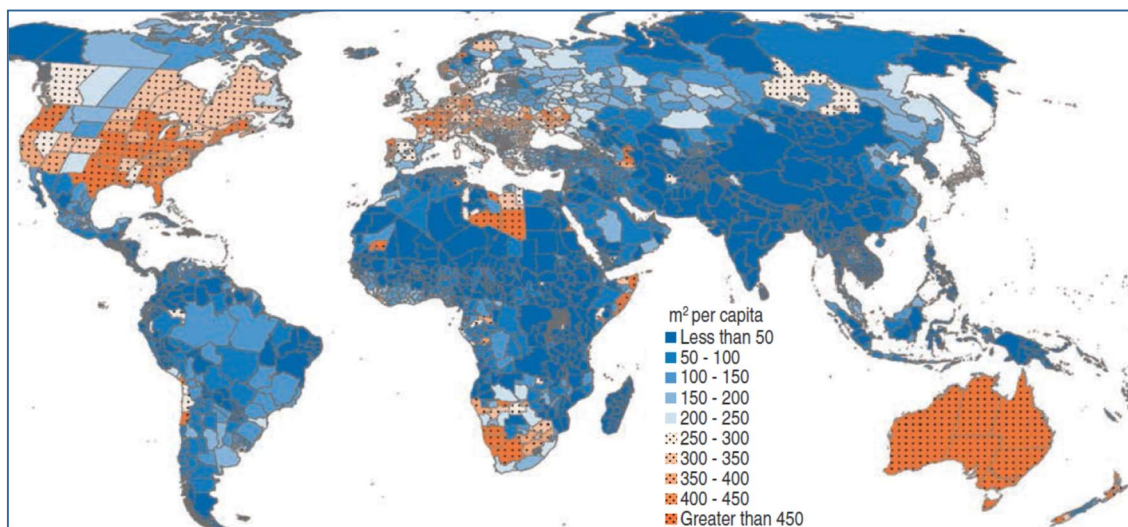 m² per capita
Less than 50
50 - 100
100 - 150
150 - 200
200 - 250
250 - 300
300 - 350
350 - 400
400 - 450
Greater than 450